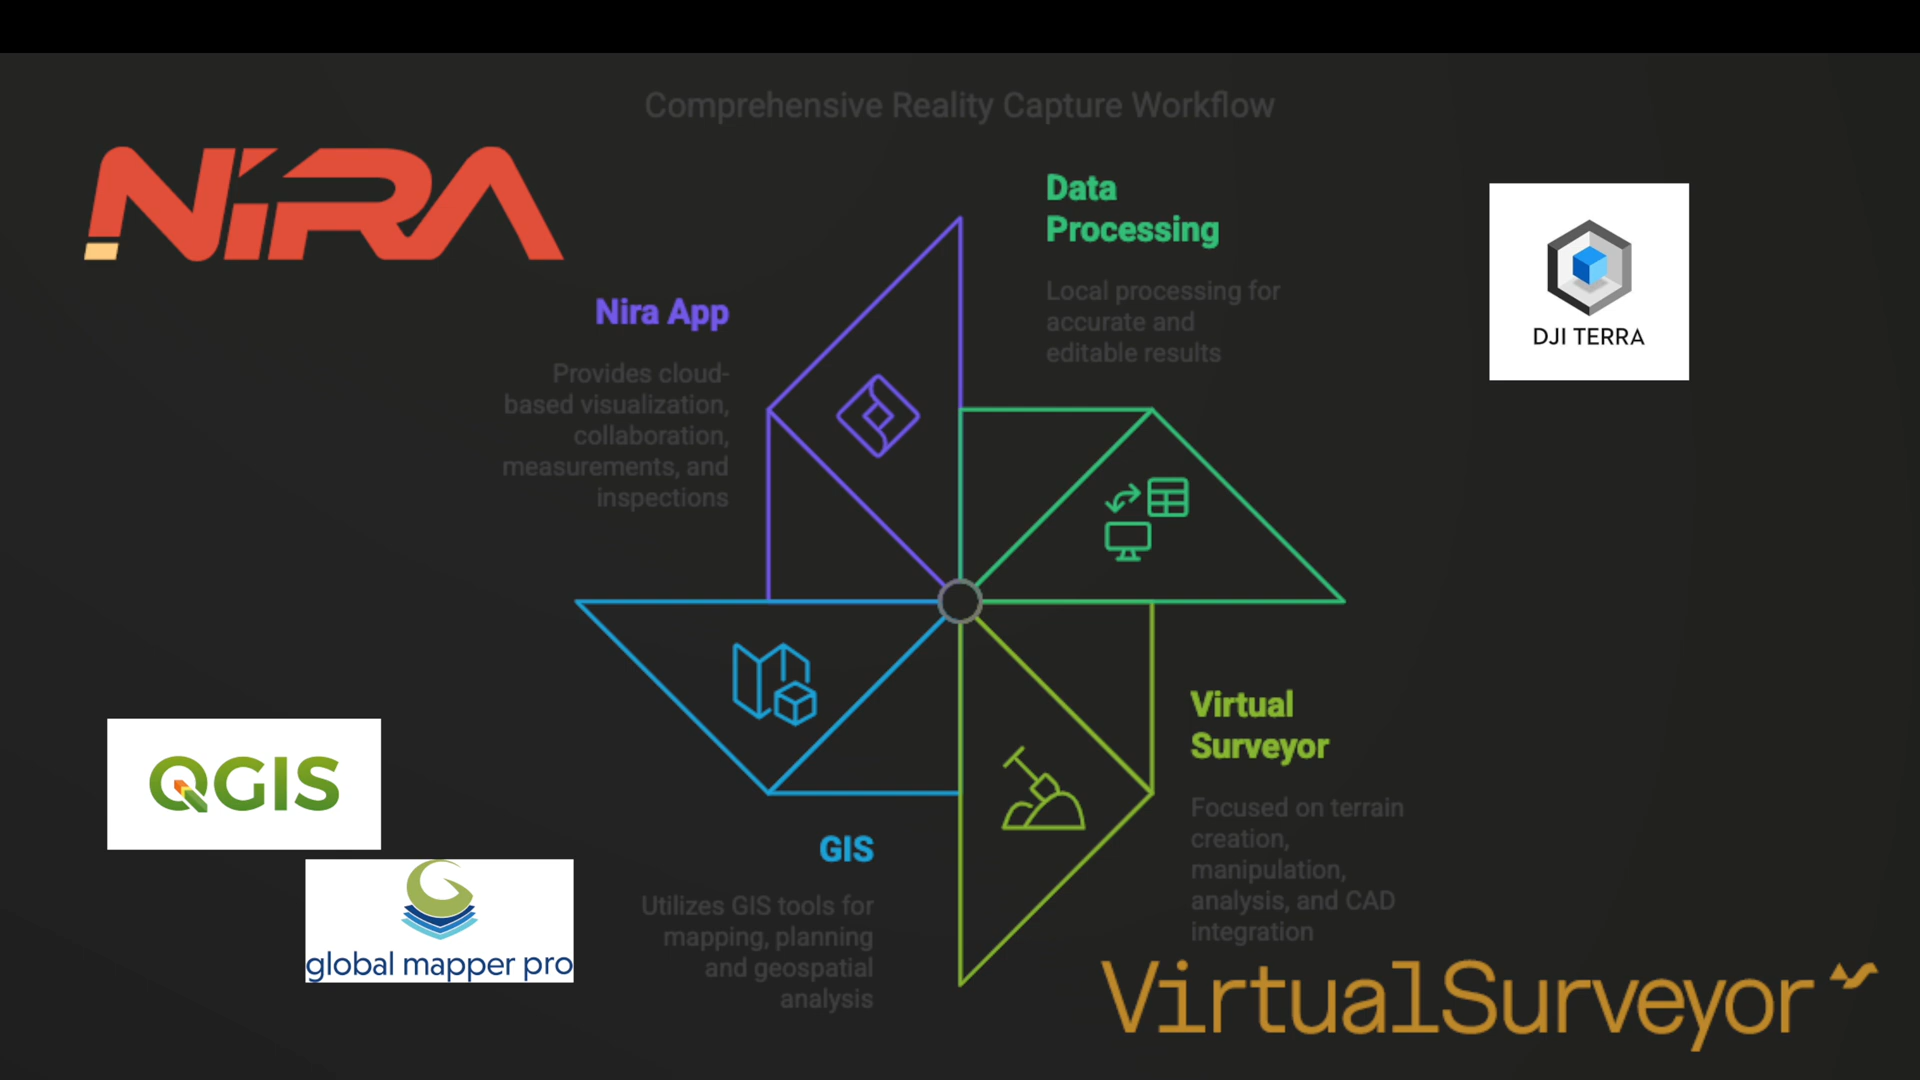 Comprehensive Reality Capture Workflow
NiRA
Data
Processing
Local processing for
accurate and
editable results
DJI TERRA
Nira App
Provides cloud-
based visualization,
collaboration,
measurements, and
inspections
Virtual
Surveyor
Focused on terrain
creation,
manipulation,
analysis, and CAD
integration
QGIS
global mapper pro
GIS
Utilizes GIS tools for
mapping, planning
and geospatial
analysis
VirtualSurveyor